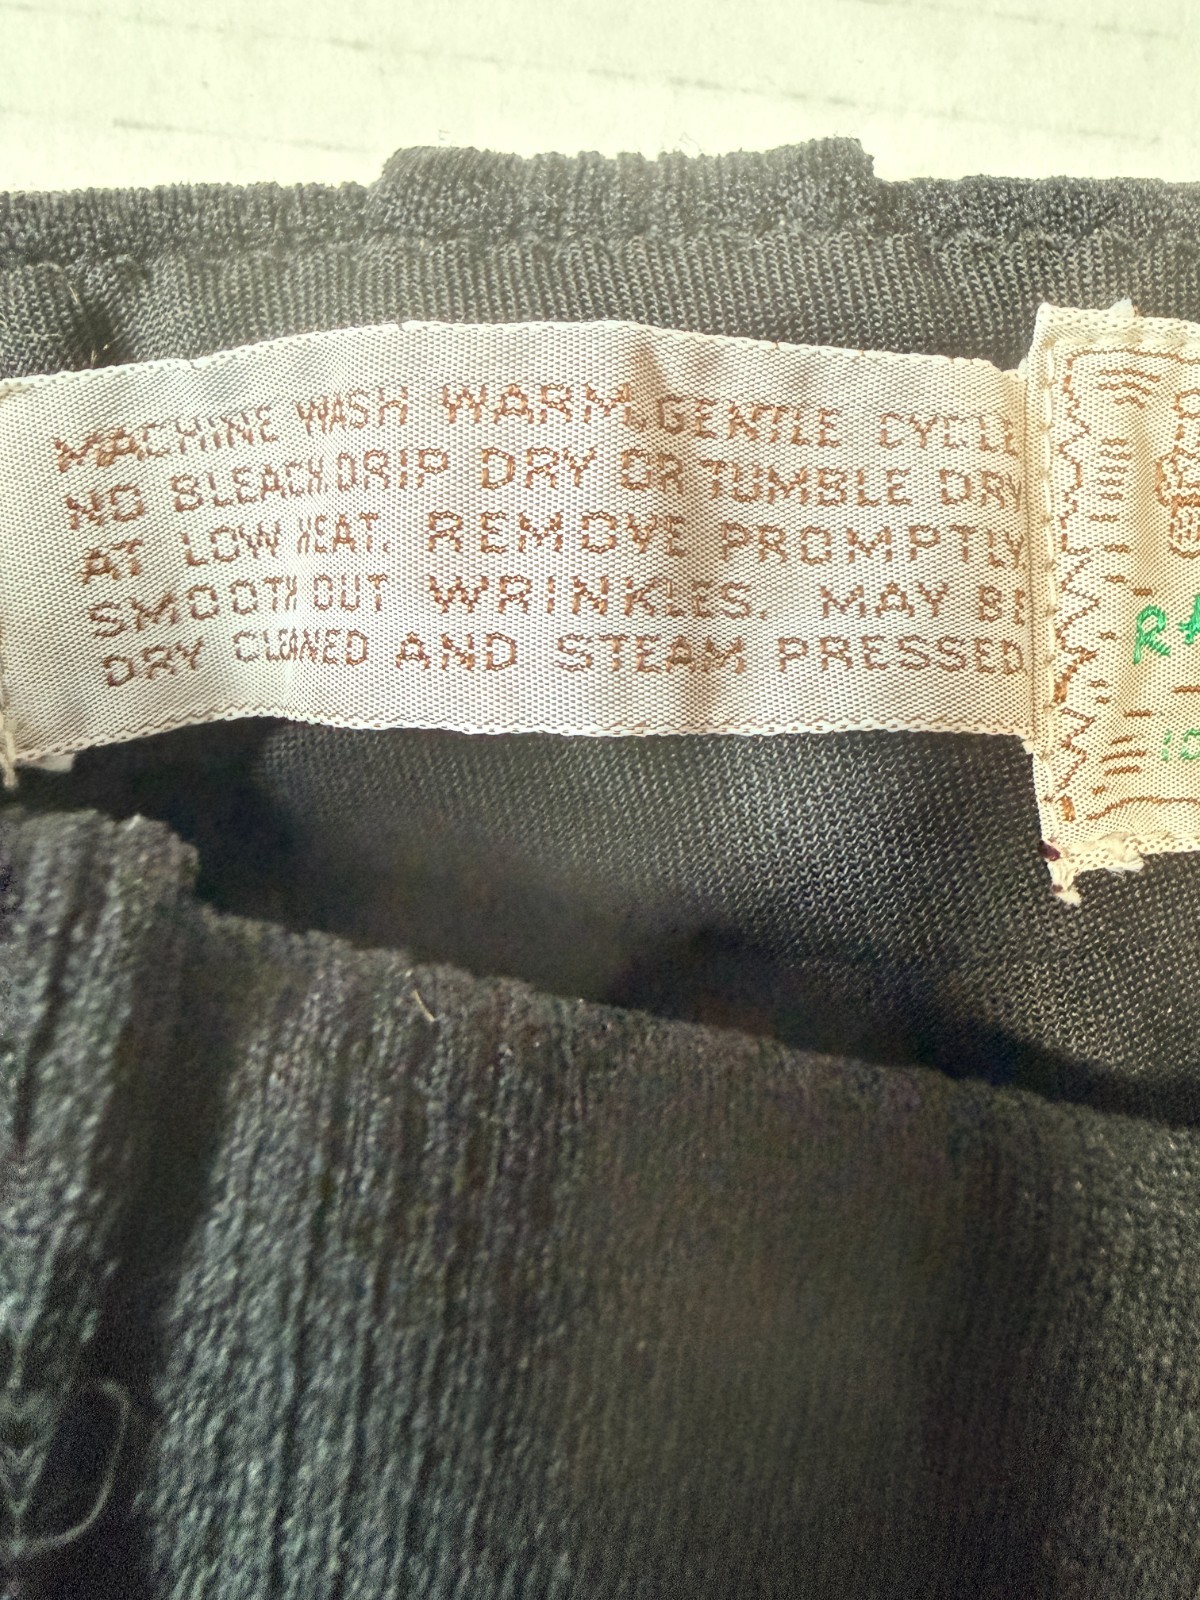 MACHINE WASH WARM, GENTLE CYCLE
NO BLEACH. DRIP DRY OR TUMBLE DRY
AT LOW HEAT. REMOVE PROMPTLY
SMOOTH OUT WRINKLES. MAY BE
DRY CLEANED AND STEAM PRESSED